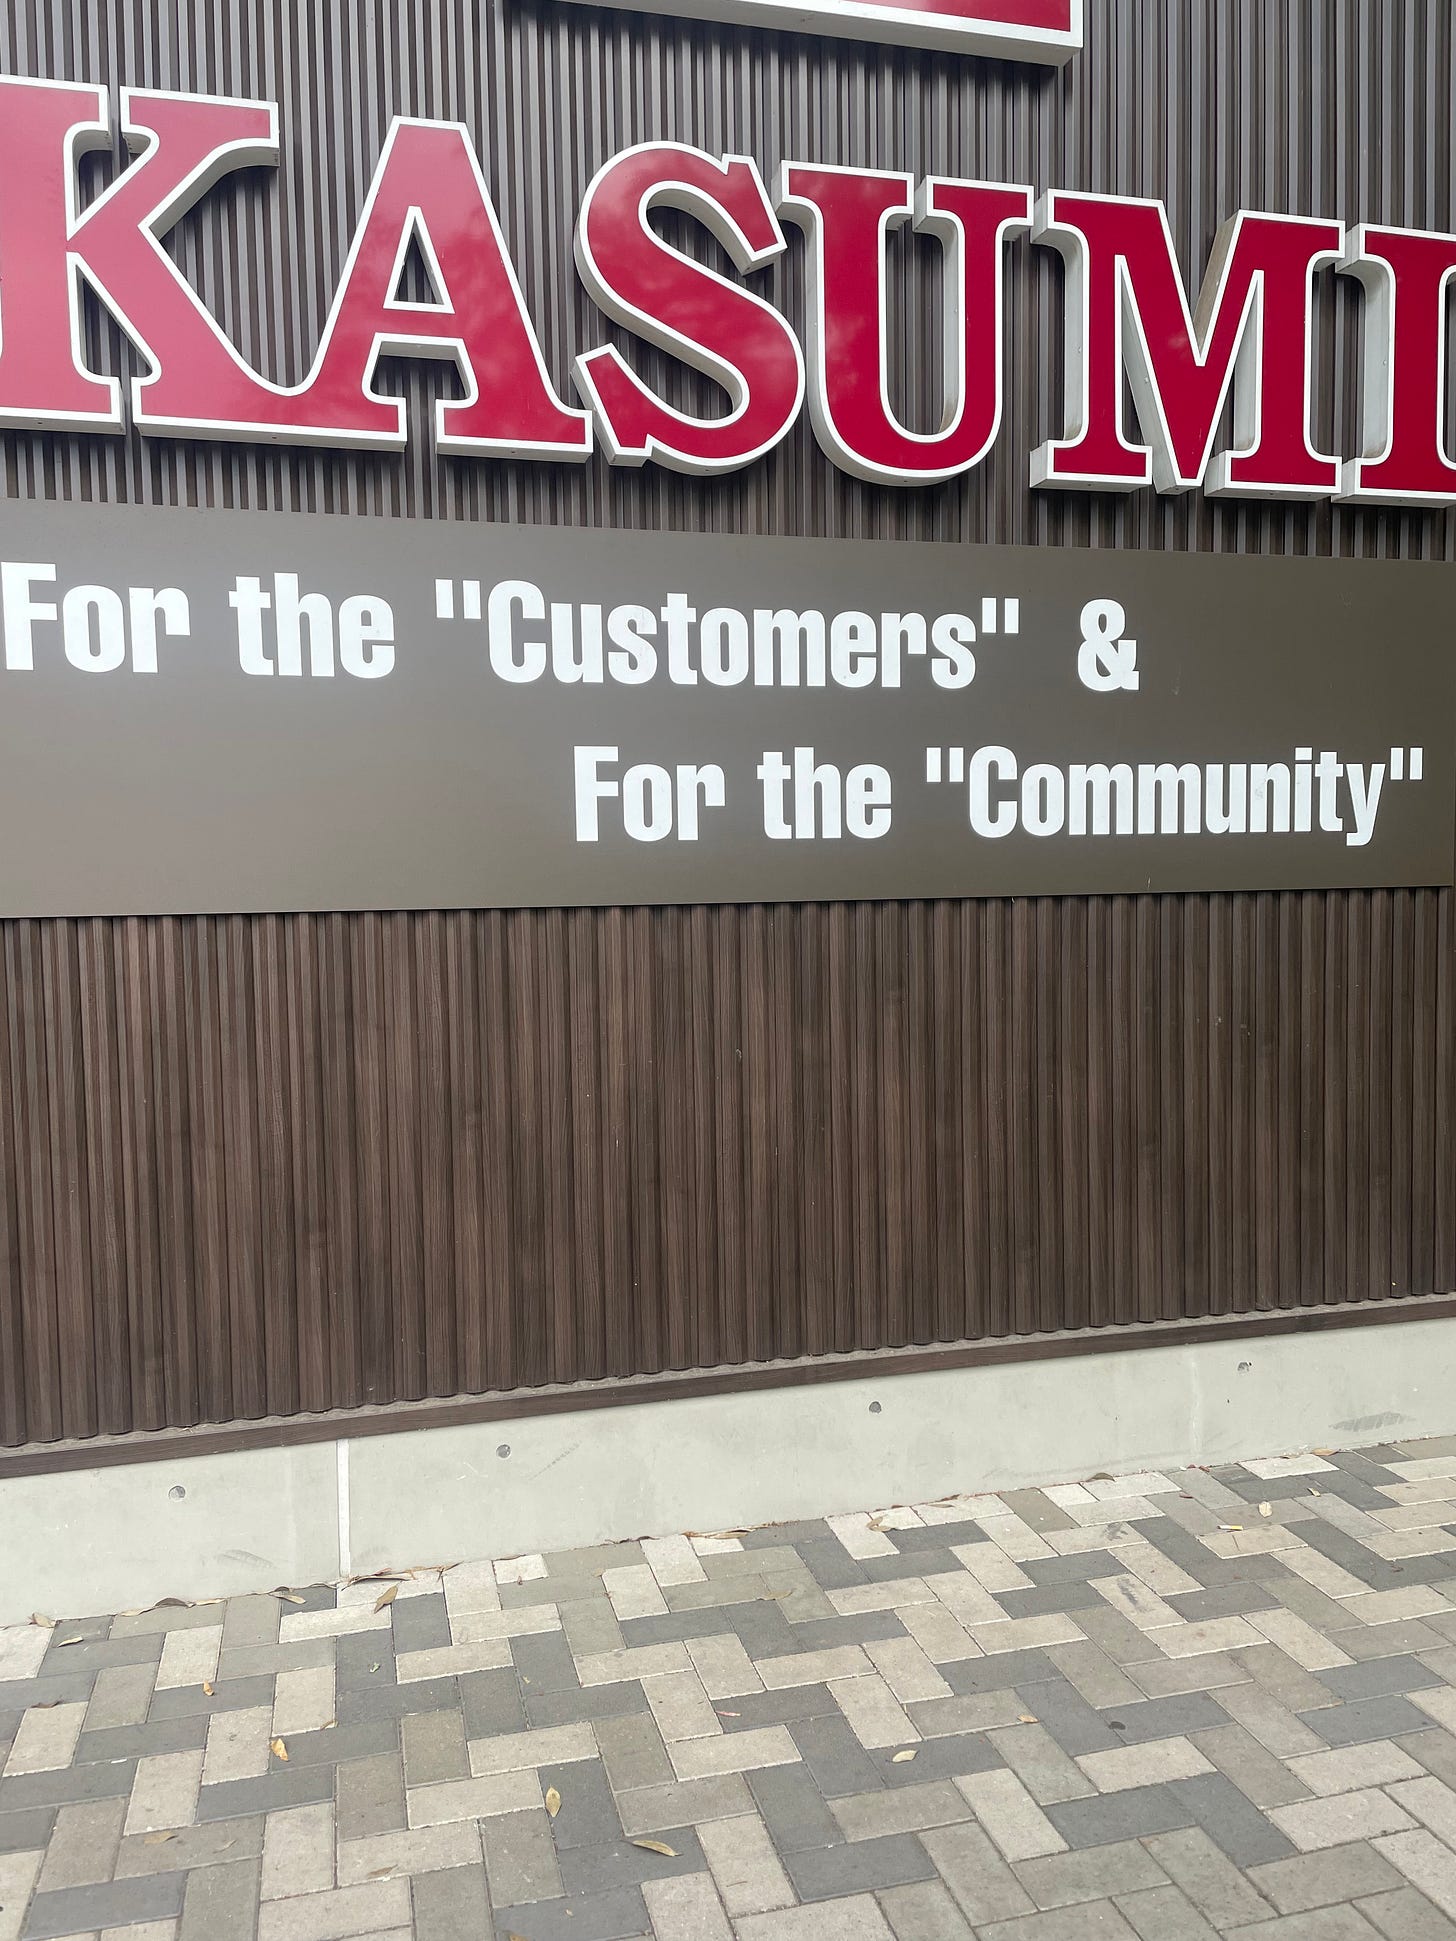 KASUMI
For the "Customers" &
For the "Community"